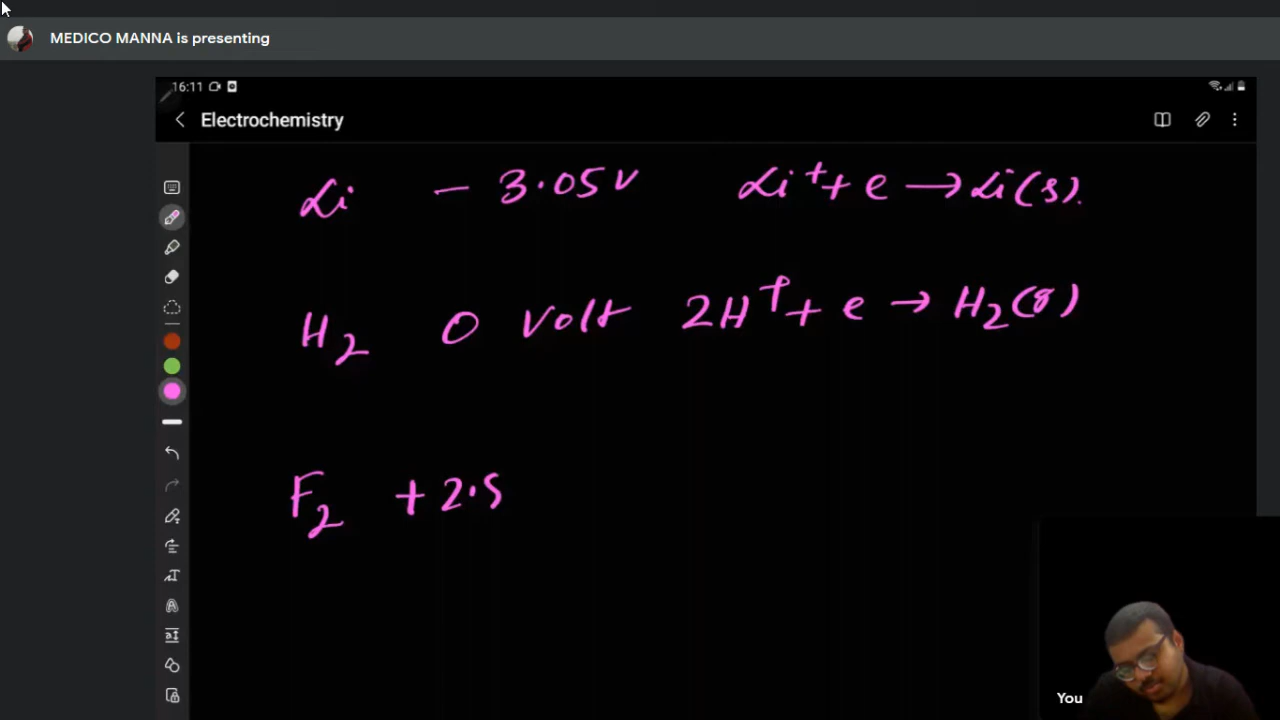 MEDICO MANNA is presenting
16:11
Electrochemistry
Li - 3.05 V Li⁺ + e → Li(s).
H₂ 0 Volt 2H⁺ + e → H₂(g)
F₂ + 2.5
You